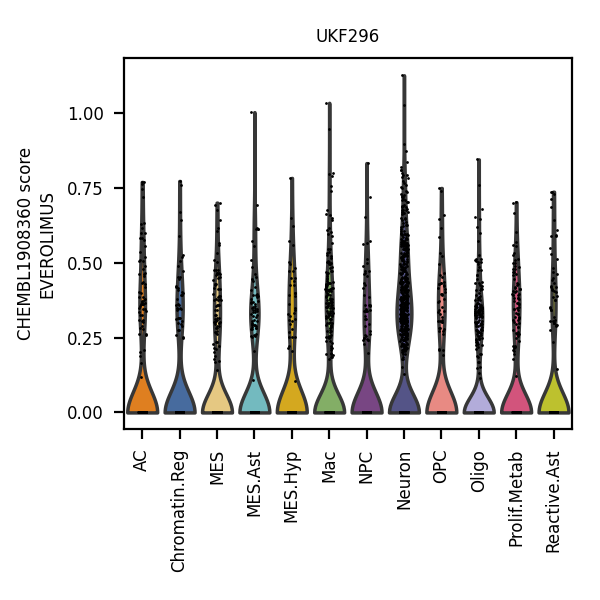 UKF296
CHEMBL1908360 score
EVEROLIMUS
1.00
0.75
0.50
0.25
0.00
AC
Chromatin.Reg
MES
MES.Ast
MES.Hyp
Mac
NPC
Neuron
OPC
Oligo
Prolif.Metab
Reactive.Ast